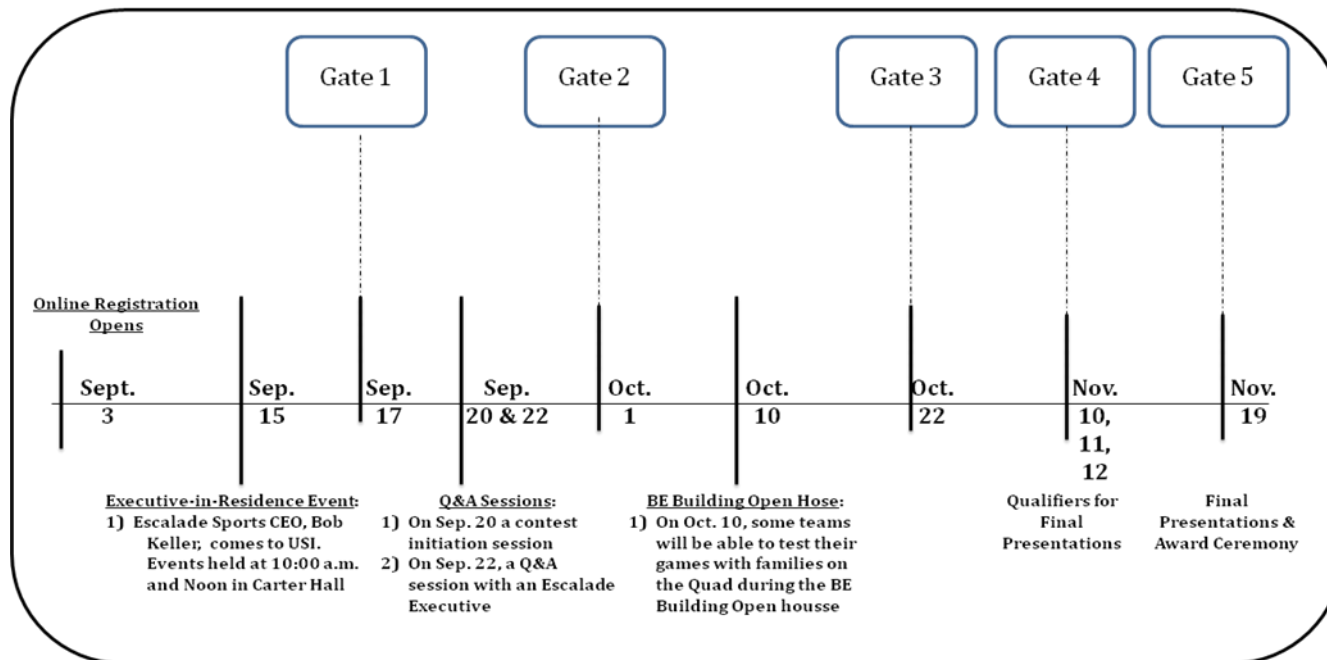 Gate 1
Gate 2
Gate 3
Gate 4
Gate 5
Online Registration
Opens
Sept.
3
Sep.
15
Sep.
17
Sep.
20 & 22
Oct.
1
Oct.
10
Oct.
22
Nov.
10,
11,
12
Nov.
19
Executive-in-Residence Event:
1) Escalade Sports CEO, Bob
Keller, comes to USI.
Events held at 10:00 a.m.
and Noon in Carter Hall
Q&A Sessions:
1) On Sep. 20 a contest
initiation session
2) On Sep. 22, a Q&A
session with an Escalade
Executive
BE Building Open Hose:
1) On Oct. 10, some teams
will be able to test their
games with families on
the Quad during the BE
Building Open housse
Qualifiers for
Final
Presentations
Final
Presentations &
Award Ceremony